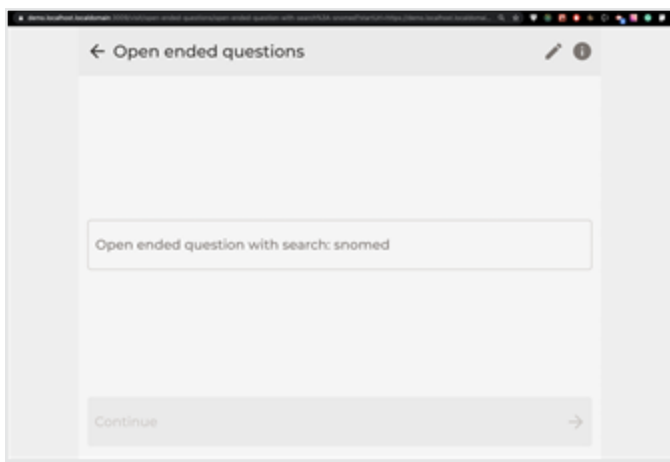 Open ended questions
Open ended question with search: snomed
Continue